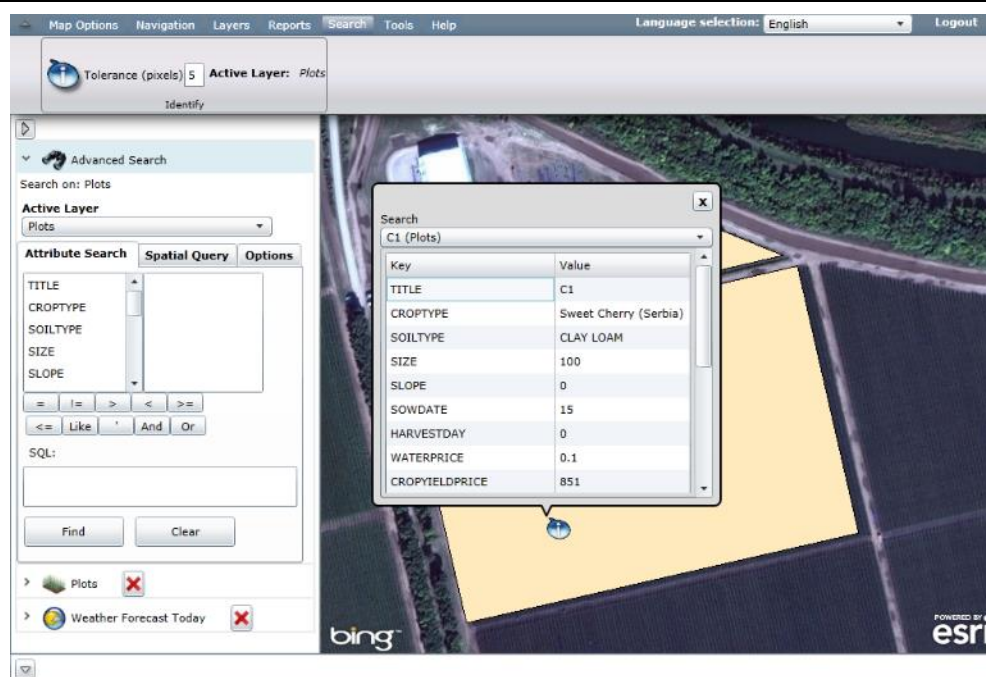 Map Options Navigation Layers Reports Search Tools Help Language selection: English Logout
Tolerance (pixels) 5 Active Layer: Plots
Identify
Advanced Search
Search on: Plots
Active Layer
Plots
Attribute Search Spatial Query Options
TITLE
CROPTYPE
SOILTYPE
SIZE
SLOPE
= != > < >=
<= Like ' And Or
SQL:
Find Clear
Plots
Weather Forecast Today
Search
C1 (Plots)
Key Value
TITLE C1
CROPTYPE Sweet Cherry (Serbia)
SOILTYPE CLAY LOAM
SIZE 100
SLOPE 0
SOWDATE 15
HARVESTDAY 0
WATERPRICE 0.1
CROPYIELDPRICE 851
bing
POWERED BY
esri